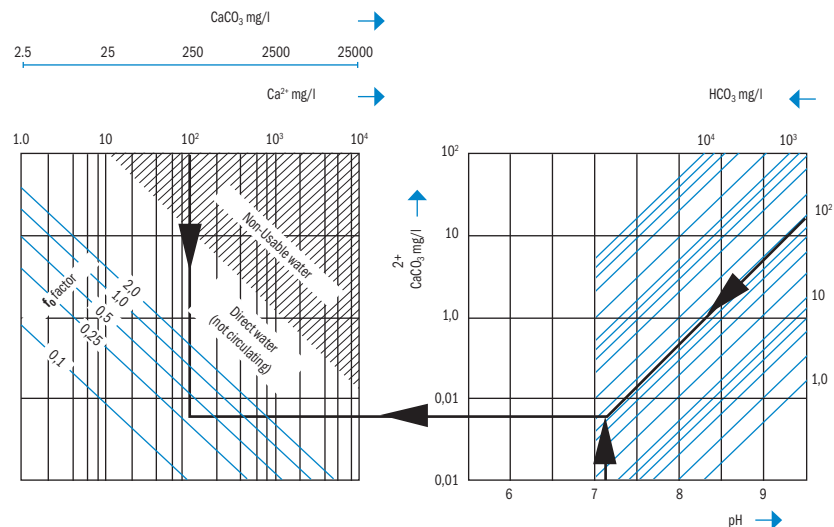 CaCO₃ mg/l
2.5 25 250 2500 25000
Ca²⁺ mg/l
HCO₃ mg/l
1.0 10 10² 10³ 10⁴
10⁴ 10³
10²
10
1,0
0,01
0,01
2+
CaCO₃ mg/l
10²
10
1,0
Non-Usable water
Direct water
(not circulating)
f₀ factor
2,0
1,0
0,5
0,25
0,1
6 7 8 9
pH